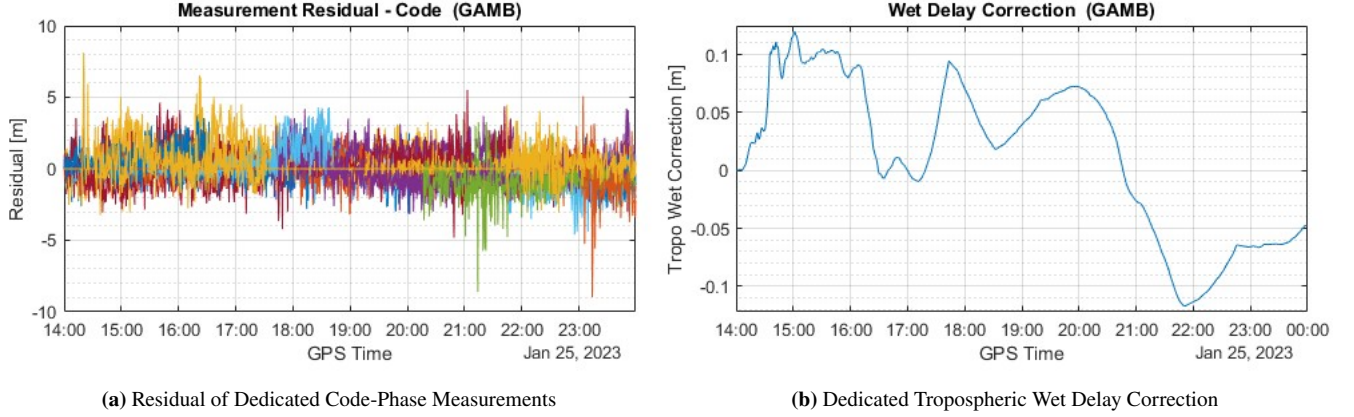 Measurement Residual - Code (GAMB)
10
5
0
-5
-10
Residual [m]
14:00 15:00 16:00 17:00 18:00 19:00 20:00 21:00 22:00 23:00
GPS Time
Jan 25, 2023
(a) Residual of Dedicated Code-Phase Measurements
Wet Delay Correction (GAMB)
0.1
0.05
0
-0.05
-0.1
Tropo Wet Correction [m]
14:00 15:00 16:00 17:00 18:00 19:00 20:00 21:00 22:00 23:00 00:00
GPS Time
Jan 25, 2023
(b) Dedicated Tropospheric Wet Delay Correction